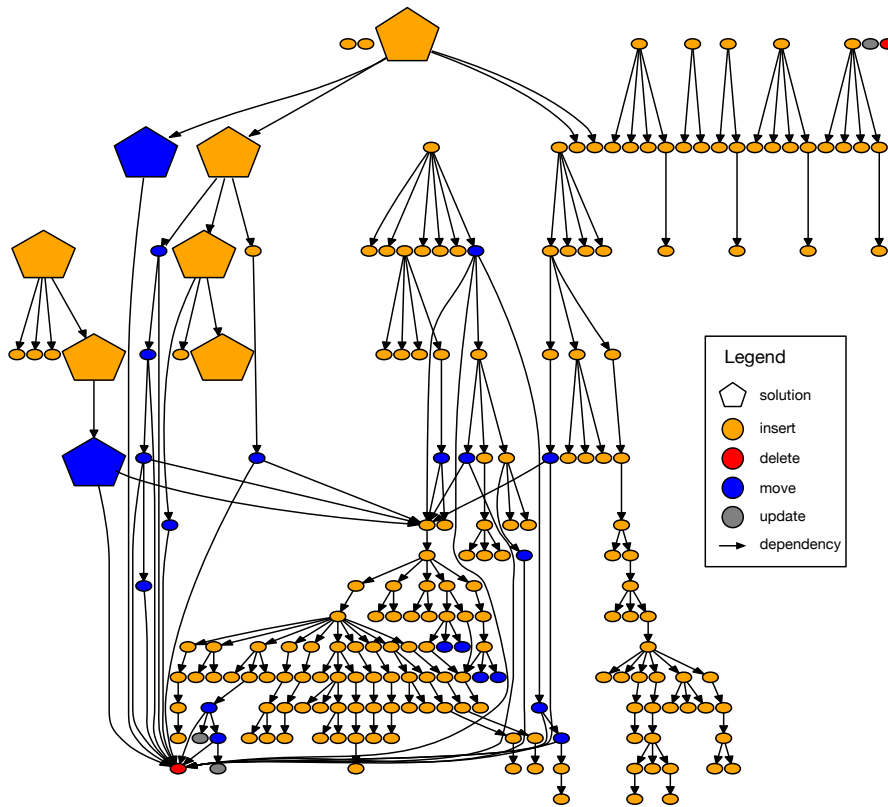 Legend
solution
insert
delete
move
update
dependency